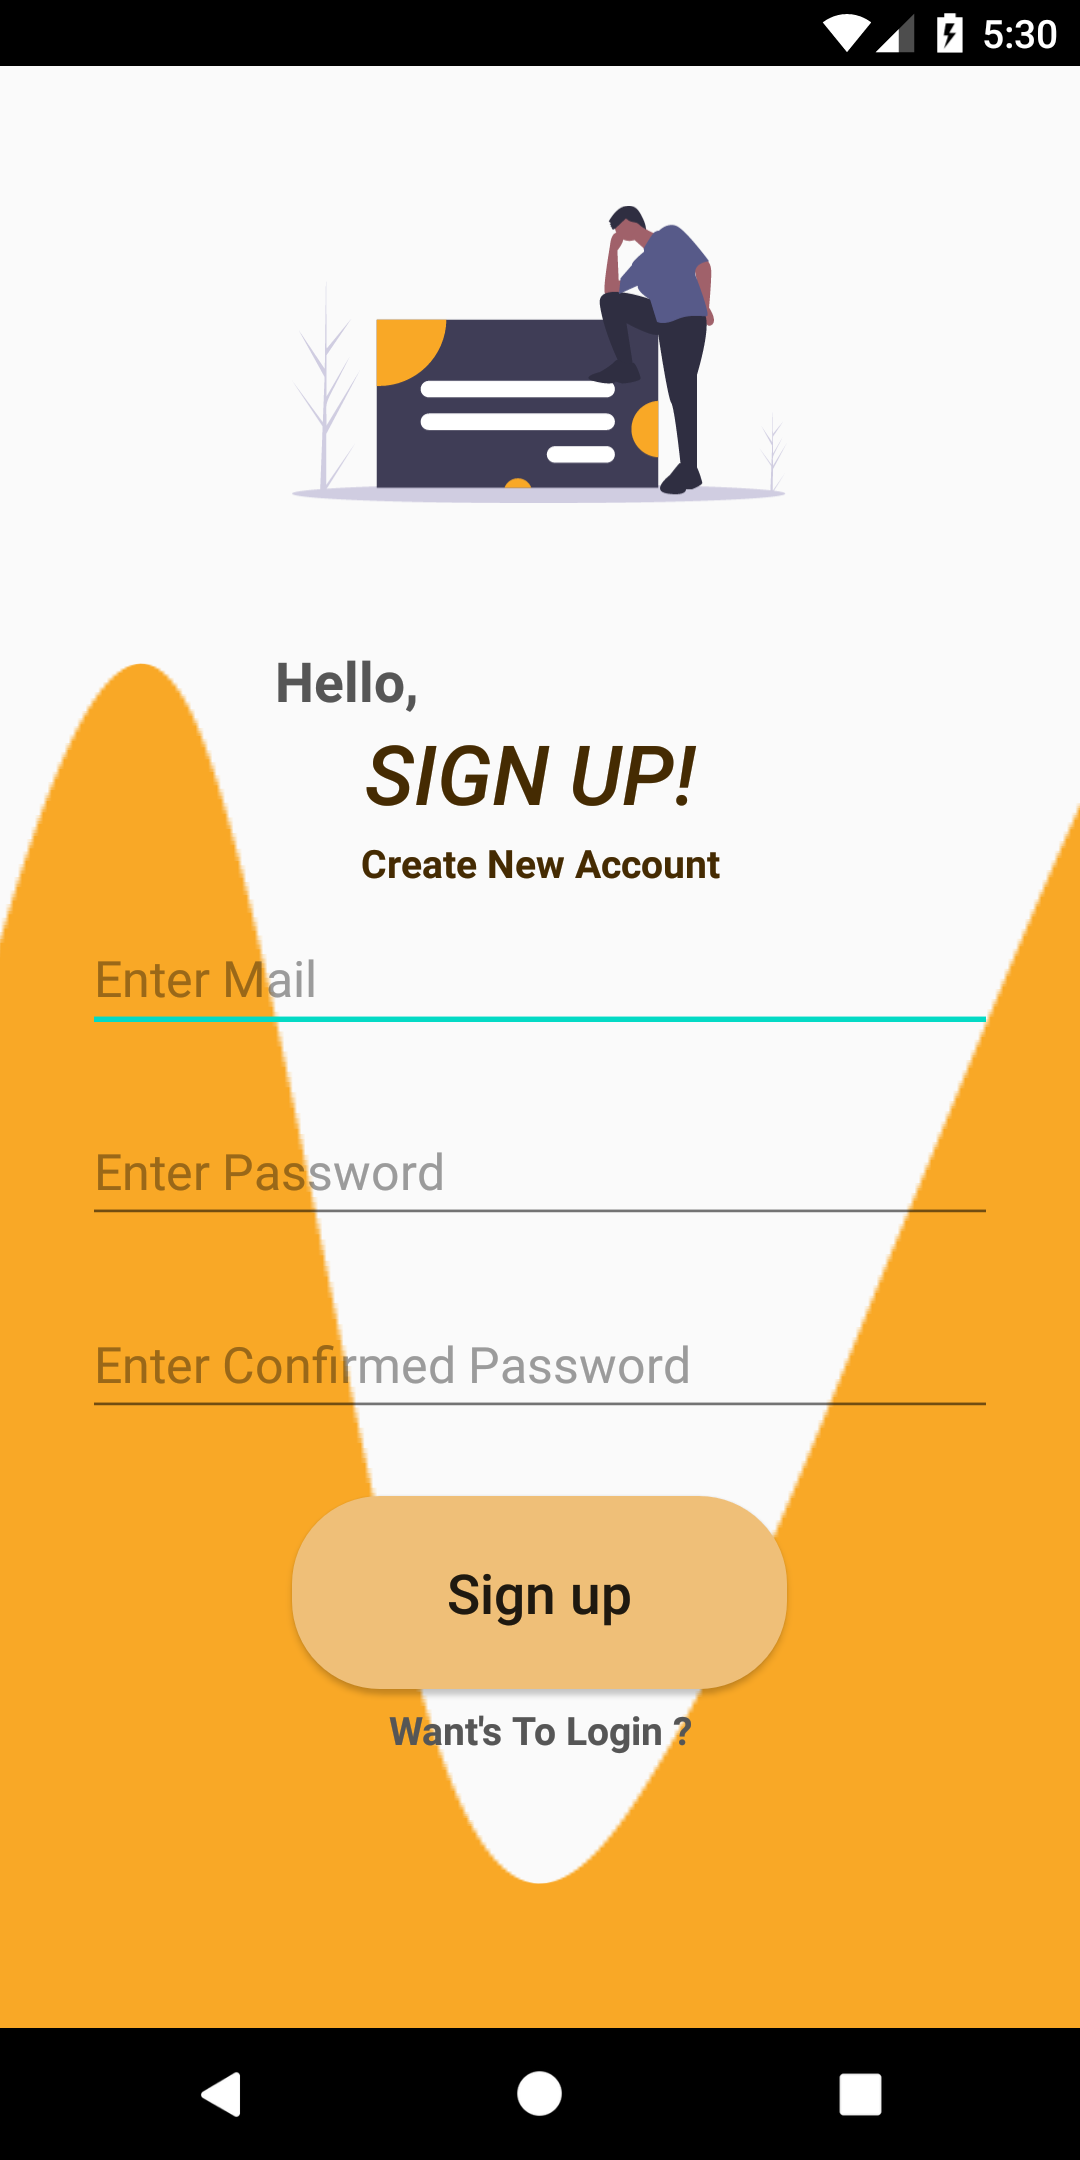 5:30
Hello,
SIGN UP!
Create New Account
Enter Mail
Enter Password
Enter Confirmed Password
Sign up
Want's To Login ?